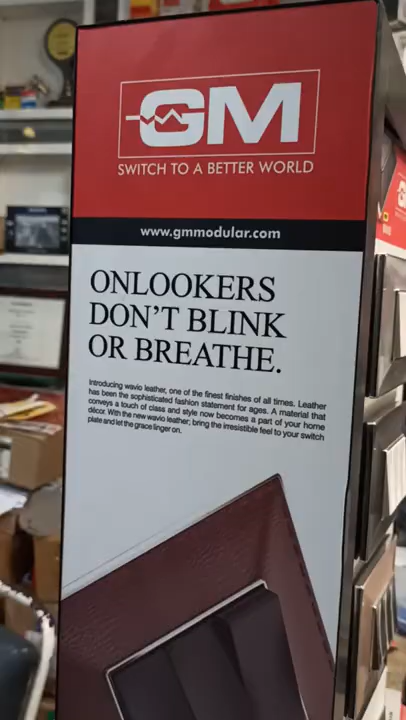 GM
SWITCH TO A BETTER WORLD
www.gmmodular.com
ONLOOKERS
DON'T BLINK
OR BREATHE.
Introducing wavio leather, one of the finest finishes of all times. Leather
has been the sophisticated fashion statement for ages. A material that
conveys a touch of class and style now becomes a part of your home
décor. With the new wavio leather; bring the irresistible feel to your switch
plate and let the grace linger on.